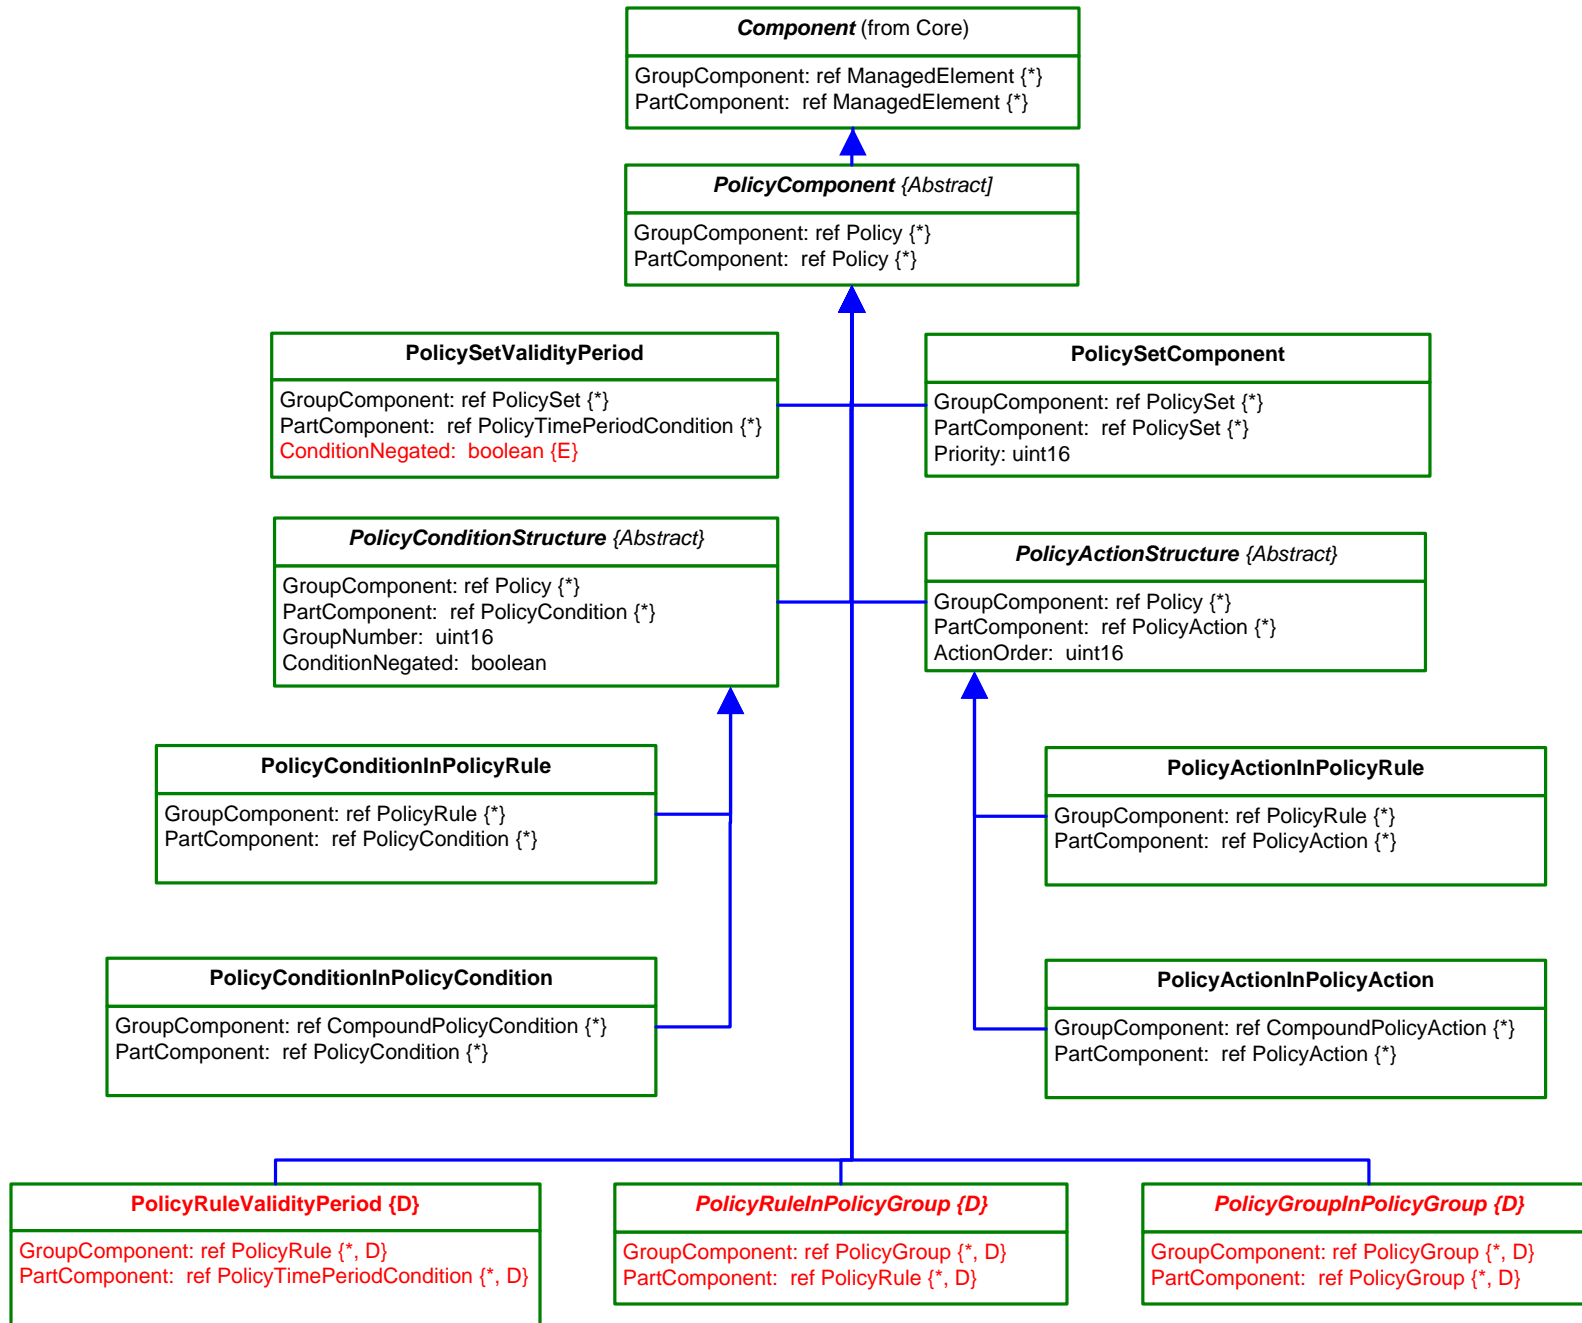 Component (from Core)
GroupComponent: ref ManagedElement {*}
PartComponent:  ref ManagedElement {*}
PolicyComponent {Abstract]
GroupComponent: ref Policy {*}
PartComponent:  ref Policy {*}
PolicySetValidityPeriod
GroupComponent: ref PolicySet {*}
PartComponent:  ref PolicyTimePeriodCondition {*}
ConditionNegated:  boolean {E}
PolicySetComponent
GroupComponent: ref PolicySet {*}
PartComponent:  ref PolicySet {*}
Priority: uint16
PolicyConditionStructure {Abstract}
GroupComponent: ref Policy {*}
PartComponent:  ref PolicyCondition {*}
GroupNumber:  uint16
ConditionNegated:  boolean
PolicyActionStructure {Abstract}
GroupComponent: ref Policy {*}
PartComponent:  ref PolicyAction {*}
ActionOrder:  uint16
PolicyConditionInPolicyRule
GroupComponent: ref PolicyRule {*}
PartComponent:  ref PolicyCondition {*}
PolicyActionInPolicyRule
GroupComponent: ref PolicyRule {*}
PartComponent:  ref PolicyAction {*}
PolicyConditionInPolicyCondition
GroupComponent: ref CompoundPolicyCondition {*}
PartComponent:  ref PolicyCondition {*}
PolicyActionInPolicyAction
GroupComponent: ref CompoundPolicyAction {*}
PartComponent:  ref PolicyAction {*}
PolicyRuleValidityPeriod {D}
GroupComponent: ref PolicyRule {*, D}
PartComponent:  ref PolicyTimePeriodCondition {*, D}
PolicyRuleInPolicyGroup {D}
GroupComponent: ref PolicyGroup {*, D}
PartComponent:  ref PolicyRule {*, D}
PolicyGroupInPolicyGroup {D}
GroupComponent: ref PolicyGroup {*, D}
PartComponent:  ref PolicyGroup {*, D}